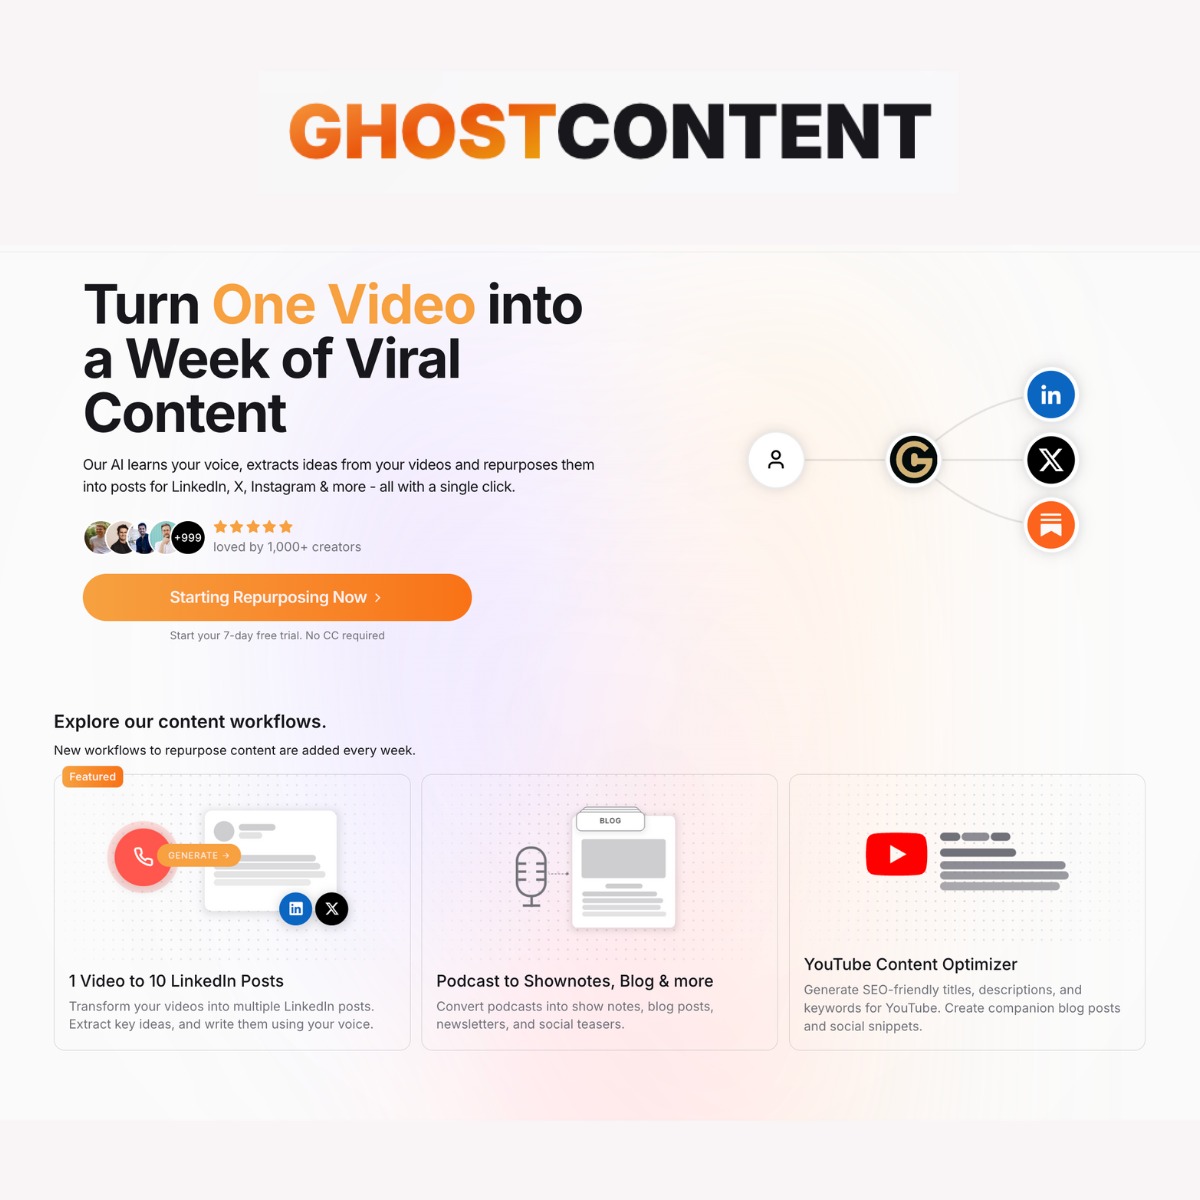 GHOSTCONTENT
Turn One Video into
a Week of Viral
Content
Our AI learns your voice, extracts ideas from your videos and repurposes them
into posts for LinkedIn, X, Instagram & more - all with a single click.
+999
loved by 1,000+ creators
Starting Repurposing Now >
Start your 7-day free trial. No CC required
in
X
G
Explore our content workflows.
New workflows to repurpose content are added every week.
Featured
GENERATE →
in
X
1 Video to 10 LinkedIn Posts
Transform your videos into multiple LinkedIn posts.
Extract key ideas, and write them using your voice.
BLOG
Podcast to Shownotes, Blog & more
Convert podcasts into show notes, blog posts,
newsletters, and social teasers.
YouTube Content Optimizer
Generate SEO-friendly titles, descriptions, and
keywords for YouTube. Create companion blog posts
and social snippets.